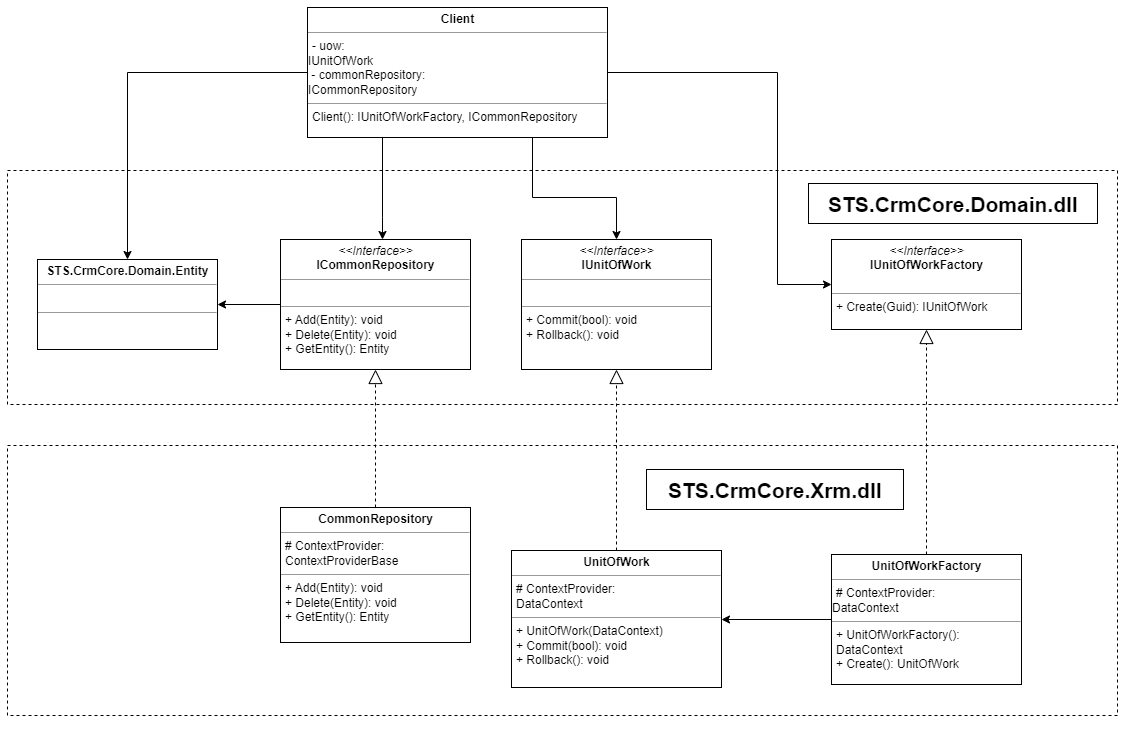 Client
- uow:
IUnitOfWork
- commonRepository:
ICommonRepository
Client(): IUnitOfWorkFactory, ICommonRepository
STS.CrmCore.Domain.dll
STS.CrmCore.Domain.Entity
<<Interface>>
ICommonRepository
+ Add(Entity): void
+ Delete(Entity): void
+ GetEntity(): Entity
<<Interface>>
IUnitOfWork
+ Commit(bool): void
+ Rollback(): void
<<Interface>>
IUnitOfWorkFactory
+ Create(Guid): IUnitOfWork
STS.CrmCore.Xrm.dll
CommonRepository
# ContextProvider:
ContextProviderBase
+ Add(Entity): void
+ Delete(Entity): void
+ GetEntity(): Entity
UnitOfWork
# ContextProvider:
DataContext
+ UnitOfWork(DataContext)
+ Commit(bool): void
+ Rollback(): void
UnitOfWorkFactory
# ContextProvider:
DataContext
+ UnitOfWorkFactory():
DataContext
+ Create(): UnitOfWork